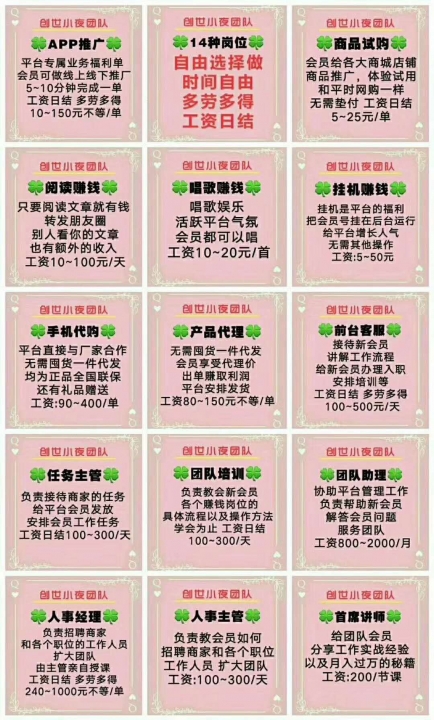 创世小夜团队
APP推广
平台专属业务福利单
会员可做线上线下推广
5~10分钟完成一单
工资日结 多劳多得
10~150元不等/单
创世小夜团队
14种岗位
自由选择做
时间自由
多劳多得
工资日结
创世小夜团队
商品试购
会员给各大商城店铺
商品推广，体验试用
和平时网购一样
无需垫付 工资日结
5~25元/单
创世小夜团队
阅读赚钱
只要阅读文章就有钱
转发朋友圈
别人看你的文章
也有额外的收入
工资10~100元/天
创世小夜团队
唱歌赚钱
唱歌娱乐
活跃平台气氛
会员都可以唱
工资10~20元/首
创世小夜团队
挂机赚钱
挂机是平台的福利
把会员号挂在后台运行
给平台增长人气
无需其他操作
工资:5~50元
创世小夜团队
手机代购
平台直接与厂家合作
无需囤货一件代发
均为正品全国联保
还有礼品赠送
工资:90~400/单
创世小夜团队
产品代理
无需囤货一件代发
会员享受代理价
出单赚取利润
平台安排发货
工资80~150元不等/单
创世小夜团队
前台客服
接待新会员
讲解工作流程
给新会员办理入职
安排培训等
工资日结 多劳多得
100~500元/天
创世小夜团队
任务主管
负责接待商家的任务
给平台会员发放
安排会员工作任务
工资日结100~300/天
创世小夜团队
团队培训
负责教会新会员
各个赚钱岗位的
具体流程以及操作方法
学会为止 工资日结
100~300/天
创世小夜团队
团队助理
协助平台管理工作
负责帮助新会员
解答会员问题
服务团队
工资800~2000/月
创世小夜团队
人事经理
负责招聘商家
和各个职位的工作人员
扩大团队
由主管亲自授课
工资日结 多劳多得
240~1000元不等/单
创世小夜团队
人事主管
负责教会员如何
招聘商家和各个职位
工作人员 扩大团队
工资:100~300/天
创世小夜团队
首席讲师
给团队会员
分享工作实战经验
以及月入过万的秘籍
工资:200/节课